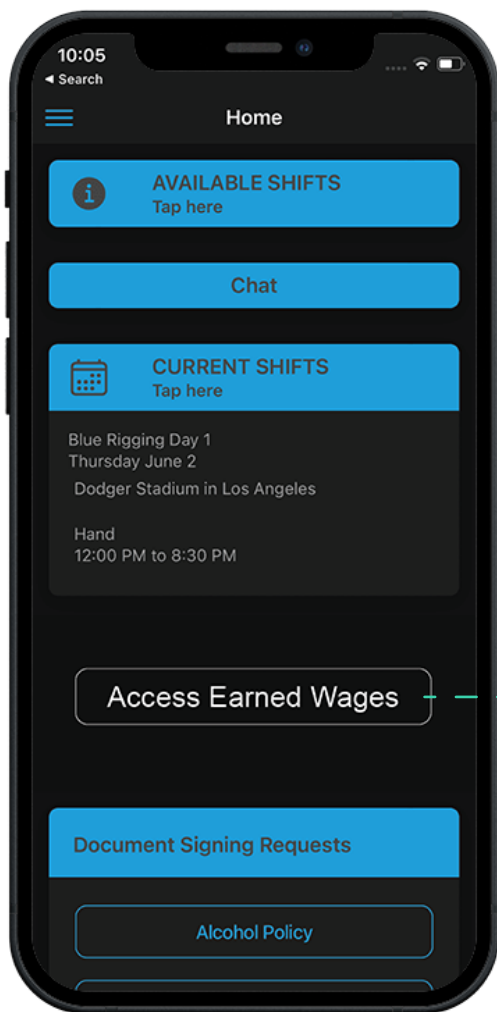 10:05
◄ Search
Home
AVAILABLE SHIFTS
Tap here
Chat
CURRENT SHIFTS
Tap here
Blue Rigging Day 1
Thursday June 2
Dodger Stadium in Los Angeles
Hand
12:00 PM to 8:30 PM
Access Earned Wages
Document Signing Requests
Alcohol Policy